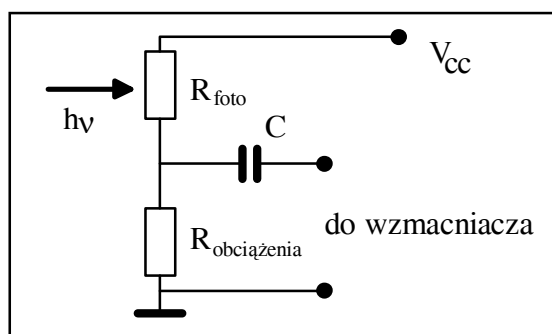 V_cc
R_foto
hν
C
do wzmacniacza
R_obciążenia